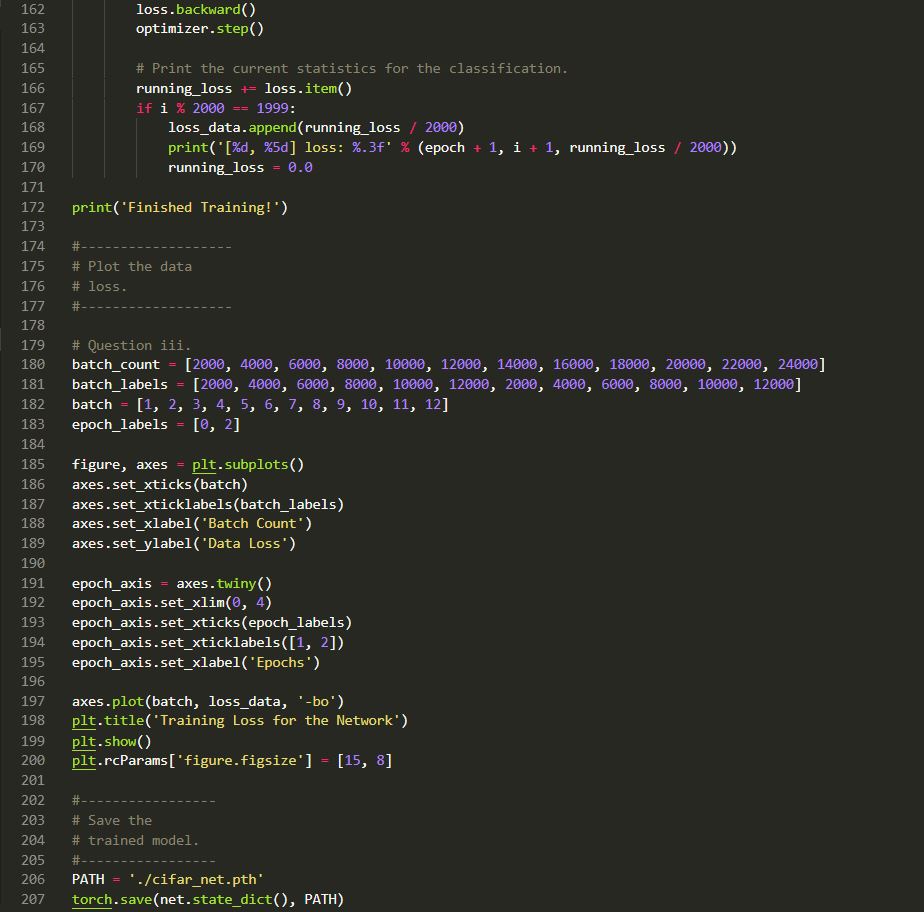 162 loss.backward()
163 optimizer.step()
164
165 # Print the current statistics for the classification.
166 running_loss += loss.item()
167 if i % 2000 == 1999:
168 loss_data.append(running_loss / 2000)
169 print('[%d, %5d] loss: %.3f' % (epoch + 1, i + 1, running_loss / 2000))
170 running_loss = 0.0
171
172 print('Finished Training!')
173
174 #-------------------
175 # Plot the data
176 # loss.
177 #-------------------
178
179 # Question iii.
180 batch_count = [2000, 4000, 6000, 8000, 10000, 12000, 14000, 16000, 18000, 20000, 22000, 24000]
181 batch_labels = [2000, 4000, 6000, 8000, 10000, 12000, 2000, 4000, 6000, 8000, 10000, 12000]
182 batch = [1, 2, 3, 4, 5, 6, 7, 8, 9, 10, 11, 12]
183 epoch_labels = [0, 2]
184
185 figure, axes = plt.subplots()
186 axes.set_xticks(batch)
187 axes.set_xticklabels(batch_labels)
188 axes.set_xlabel('Batch Count')
189 axes.set_ylabel('Data Loss')
190
191 epoch_axis = axes.twiny()
192 epoch_axis.set_xlim(0, 4)
193 epoch_axis.set_xticks(epoch_labels)
194 epoch_axis.set_xticklabels([1, 2])
195 epoch_axis.set_xlabel('Epochs')
196
197 axes.plot(batch, loss_data, '-bo')
198 plt.title('Training Loss for the Network')
199 plt.show()
200 plt.rcParams['figure.figsize'] = [15, 8]
201
202 #-----------------
203 # Save the
204 # trained model.
205 #-----------------
206 PATH = './cifar_net.pth'
207 torch.save(net.state_dict(), PATH)